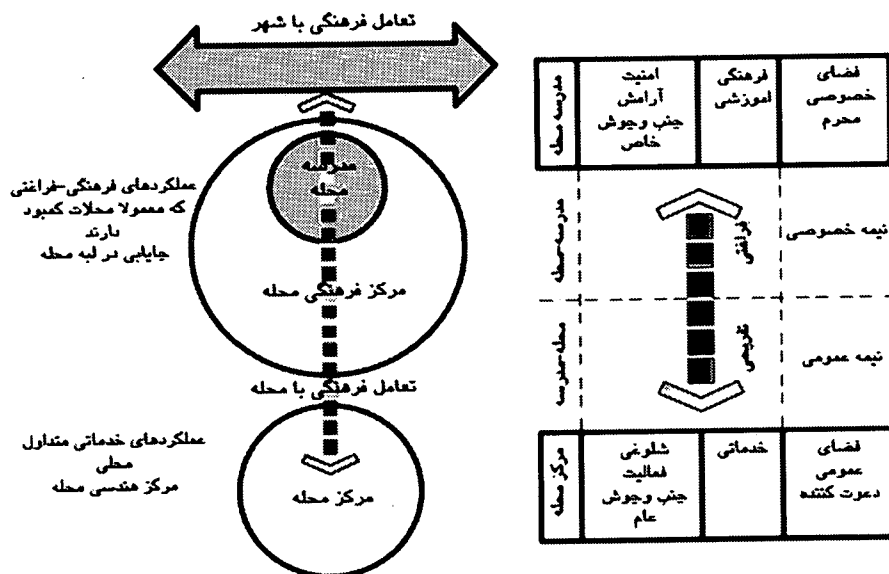 تعامل فرهنگی با شهر
مدرسه
محله
عملکردهای فرهنگی-فراغتی
که معمولا محلات کمبود
دارند
جایابی در لبه محله
مرکز فرهنگی محله
تعامل فرهنگی با محله
عملکردهای خدماتی متداول
محلی
مرکز هندسی محله
مرکز محله
فضای
خصوصی
محرم
فرهنگی
اموزشی
امنیت
آرامش
جنب وجوش
خاص
مدرسه محله
نیمه خصوصی
فراغتی
مدرسه-محله
نیمه عمومی
تفریحی
محله-مدرسه
فضای
عمومی
دعوت کننده
خدماتی
شلوغی
فعالیت
جنب وجوش
عام
مرکز محله